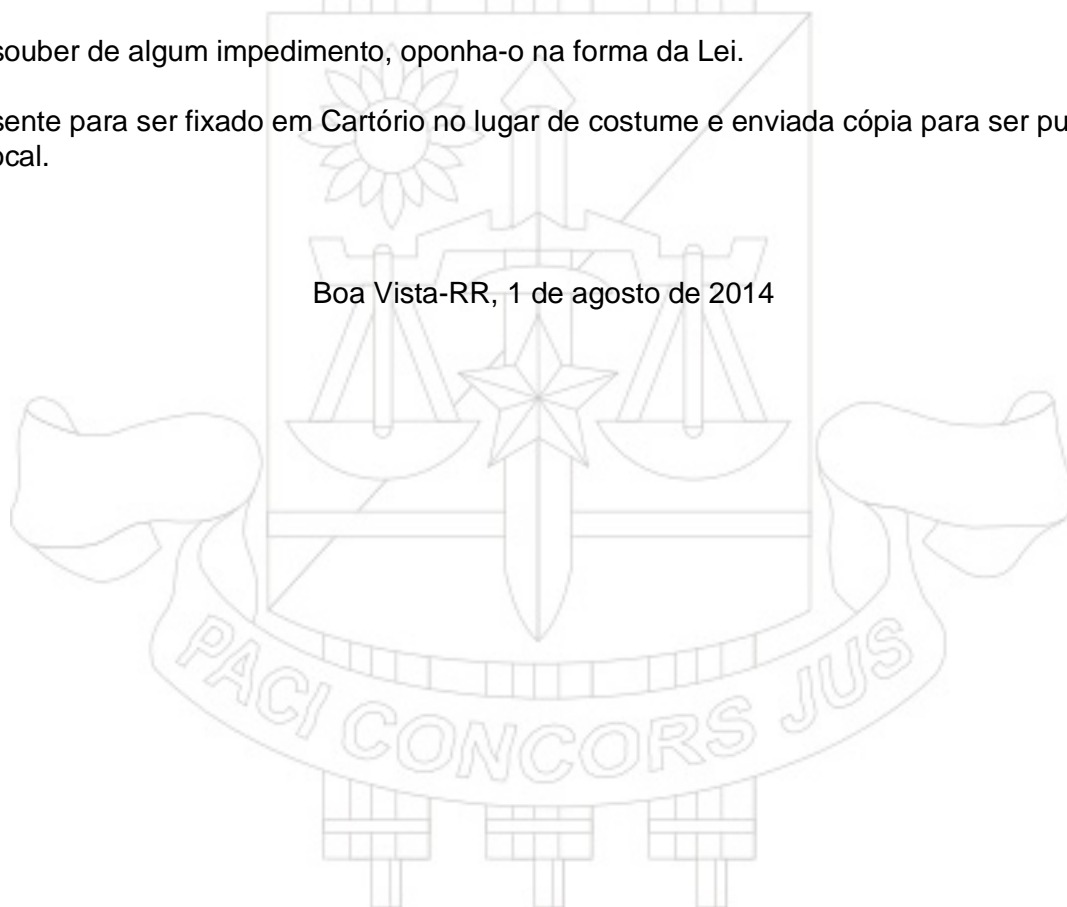 souber de algum impedimento, oponha-o na forma da Lei.
sente para ser fixado em Cartório no lugar de costume e enviada cópia para ser pu
ocal.
Boa Vista-RR, 1 de agosto de 2014
PACI CONCORS JUS